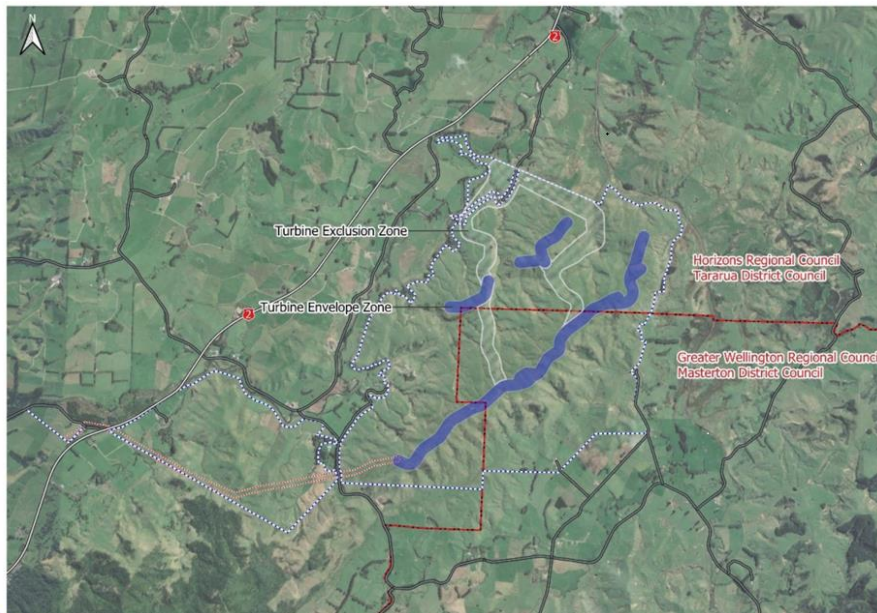 N
2
Turbine Exclusion Zone
Horizons Regional Council
Tararua District Council
Turbine Envelope Zone
2
Greater Wellington Regional Counci
Masterton District Council